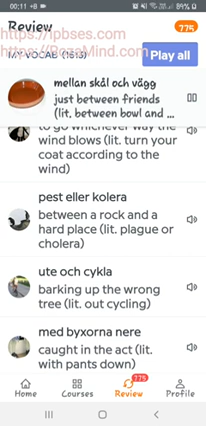 00:11 +B 89%
Review 775
https://ipbses.com
MY VOCAB (1613) Play all
https://RozaMind.com
mellan skål och vägg
just between friends
(lit. between bowl and ...
to go whichever way the
wind blows (lit. turn your
coat according to the
wind)
pest eller kolera
between a rock and a
hard place (lit. plague or
cholera)
ute och cykla
barking up the wrong
tree (lit. out cycling)
med byxorna nere
caught in the act (lit.
with pants down)
775
Home Courses Review Profile